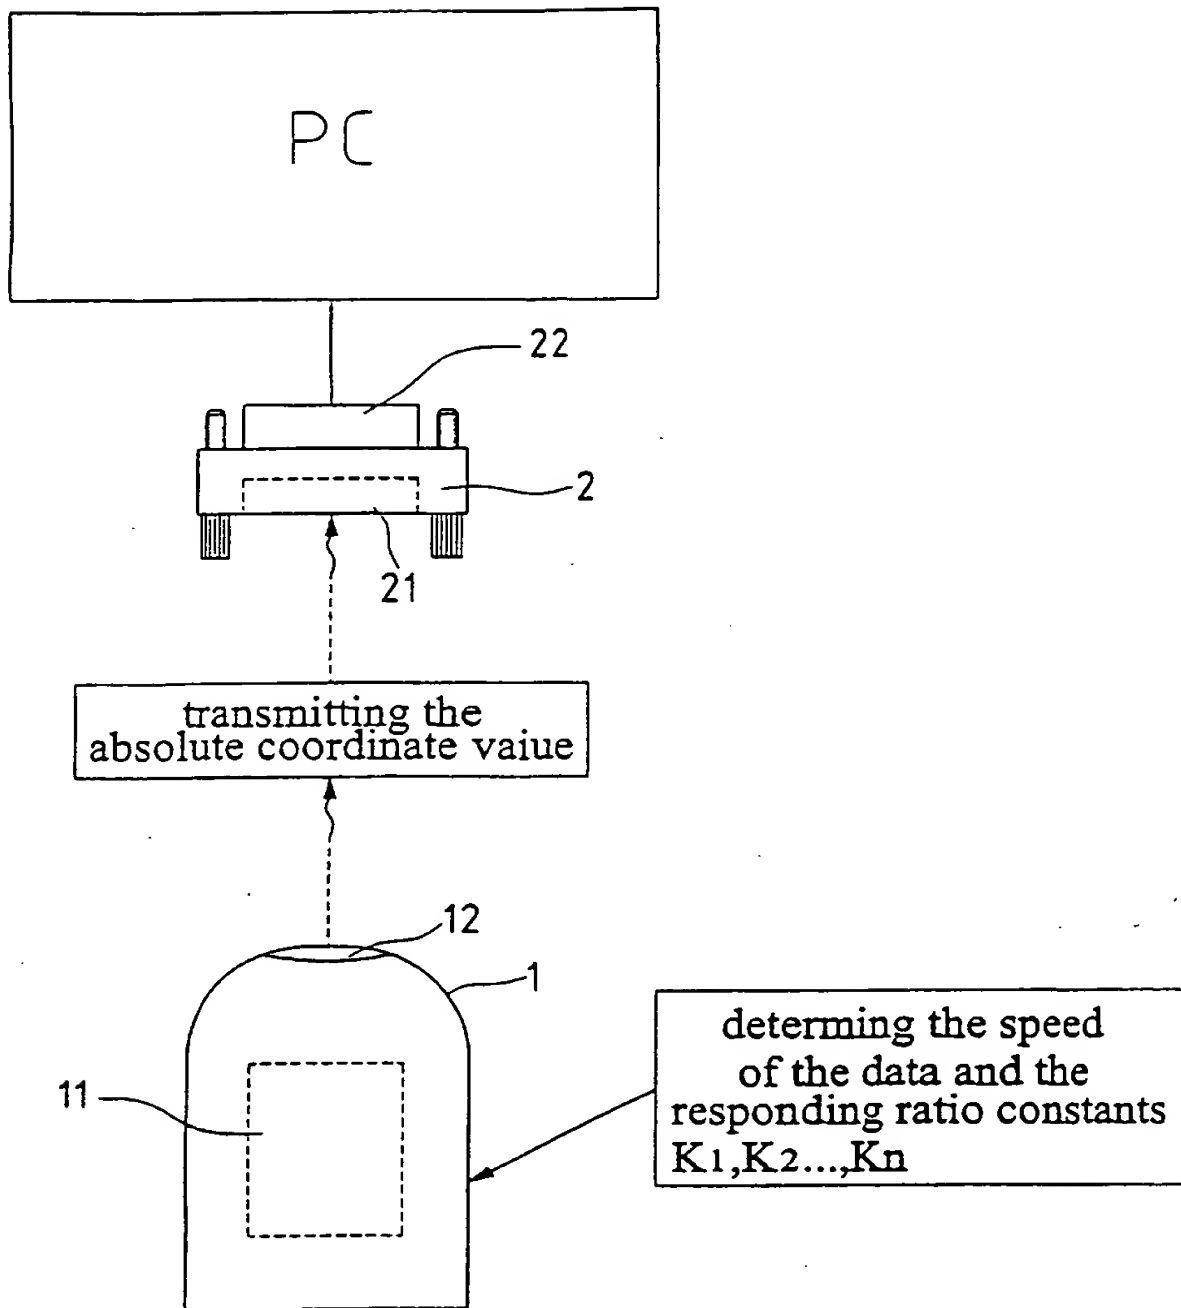 PC
22
2
21
transmitting the
absolute coordinate vaiue
12
1
11
determing the speed
of the data and the
responding ratio constants
K1,K2...,Kn